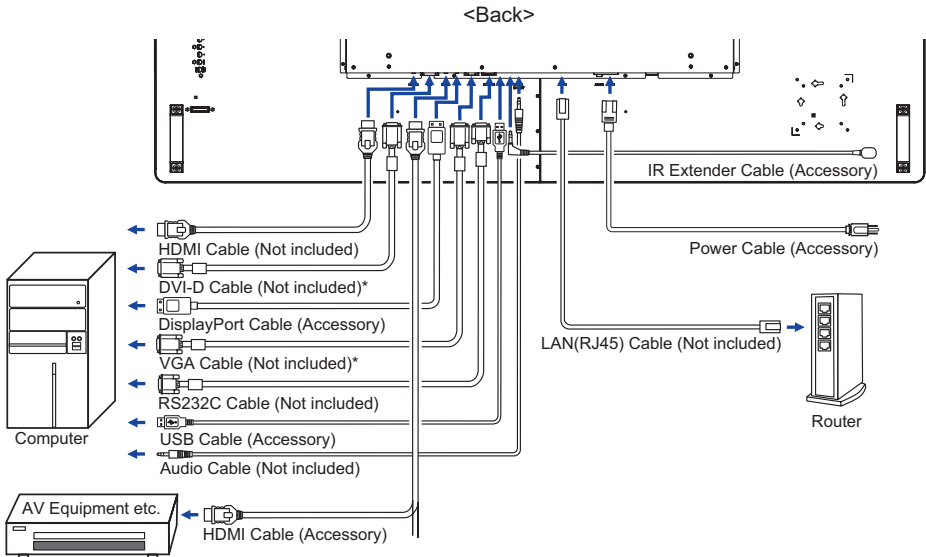 <Back>
IR Extender Cable (Accessory)
HDMI Cable (Not included)
Power Cable (Accessory)
DVI-D Cable (Not included)*
DisplayPort Cable (Accessory)
LAN(RJ45) Cable (Not included)
VGA Cable (Not included)*
RS232C Cable (Not included)
Router
Computer
USB Cable (Accessory)
Audio Cable (Not included)
AV Equipment etc.
HDMI Cable (Accessory)